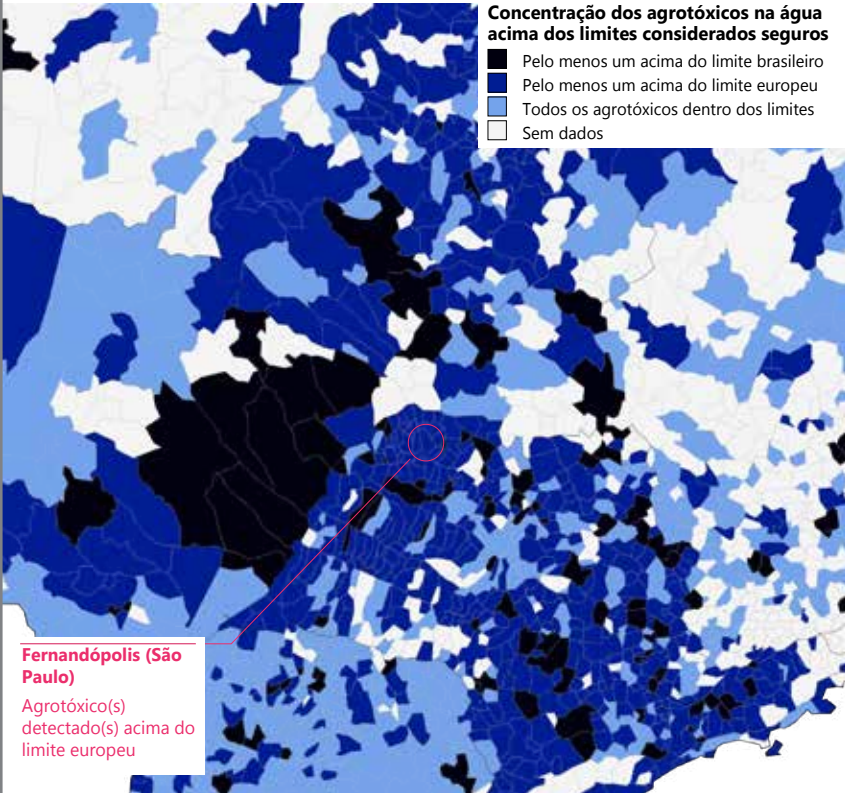 Concentração dos agrotóxicos na água
acima dos limites considerados seguros
Pelo menos um acima do limite brasileiro
Pelo menos um acima do limite europeu
Todos os agrotóxicos dentro dos limites
Sem dados
Fernandópolis (São
Paulo)
Agrotóxico(s)
detectado(s) acima do
limite europeu